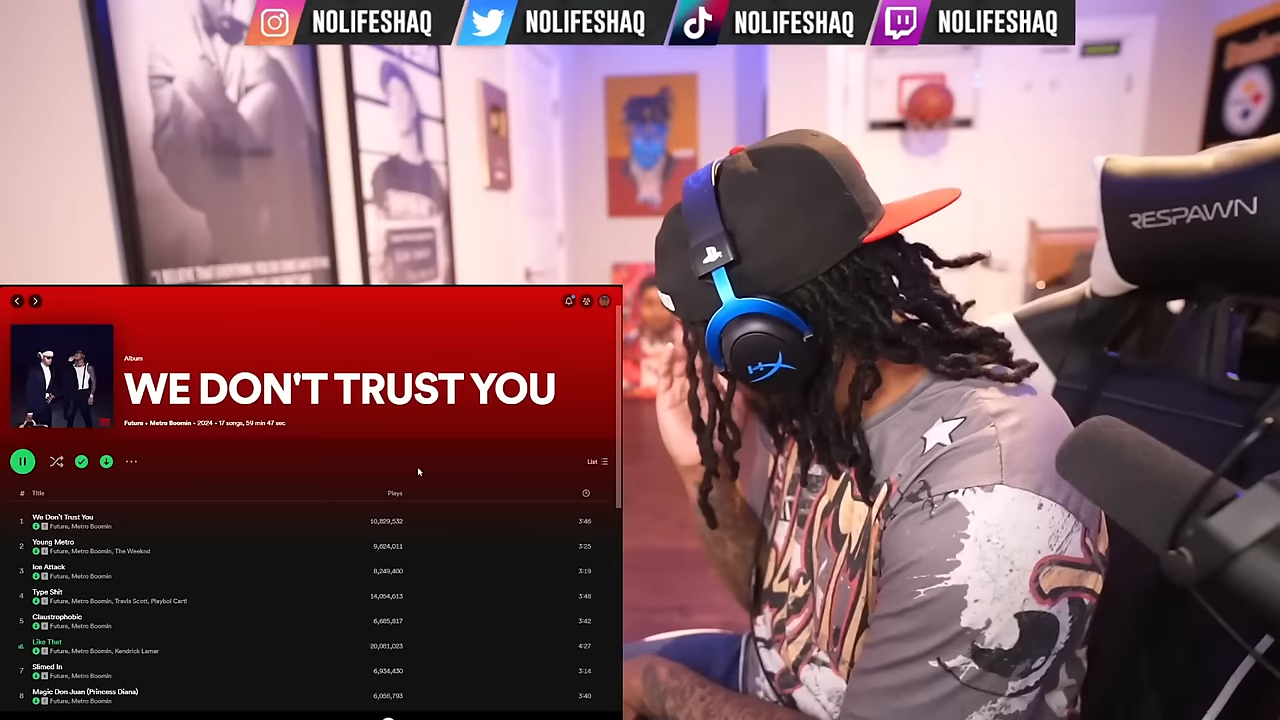 NOLIFESHAQ NOLIFESHAQ NOLIFESHAQ NOLIFESHAQ
RESPAWN
Album
WE DON'T TRUST YOU
Future • Metro Boomin • 2024 • 17 songs, 59 min 47 sec
List
# Title Plays
1 We Don't Trust You 10,829,532 3:46
E Future, Metro Boomin
2 Young Metro 9,624,011 3:25
E Future, Metro Boomin, The Weeknd
3 Ice Attack 8,249,400 3:19
E Future, Metro Boomin
4 Type Shit 14,054,613 3:48
E Future, Metro Boomin, Travis Scott, Playboi Carti
5 Claustrophobic 6,685,817 3:42
E Future, Metro Boomin
Like That 20,061,023 4:27
E Future, Metro Boomin, Kendrick Lamar
7 Slimed In 6,934,430 3:14
E Future, Metro Boomin
8 Magic Don Juan (Princess Diana) 6,056,793 3:40
E Future, Metro Boomin